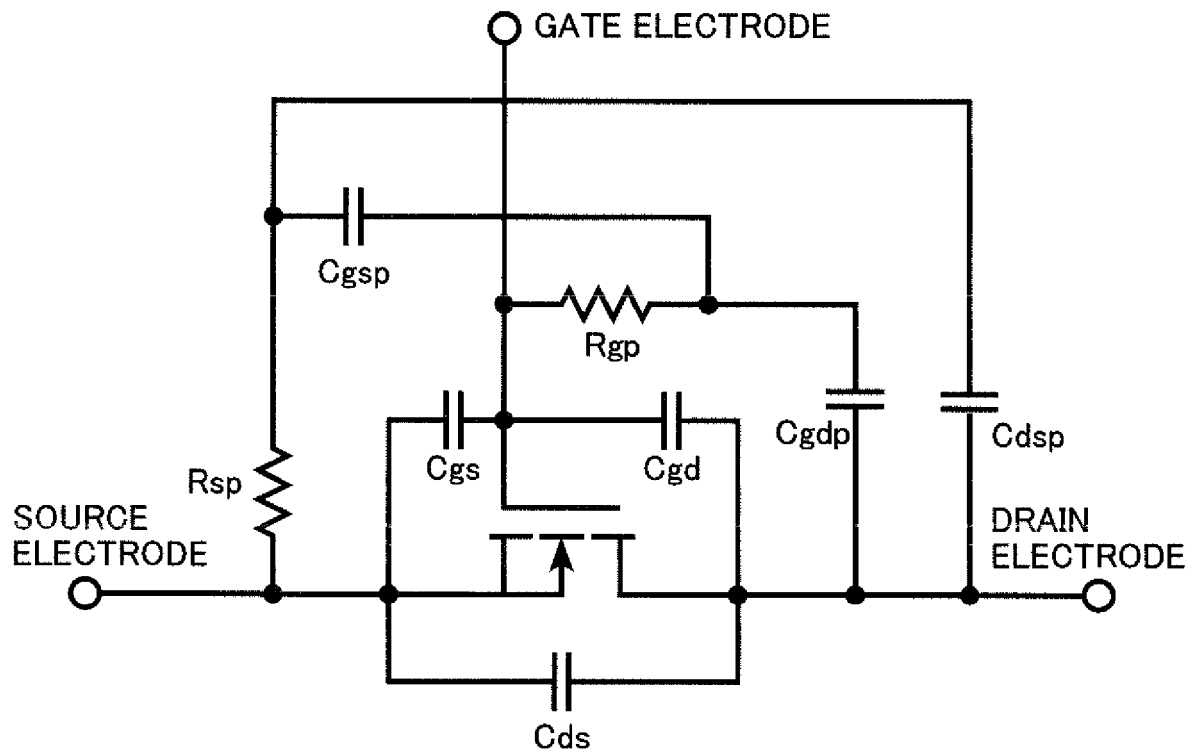 GATE ELECTRODE
Cgsp
Rgp
Cgs
Cgd
Cgdp
Cdsp
Rsp
SOURCE
ELECTRODE
DRAIN
ELECTRODE
Cds